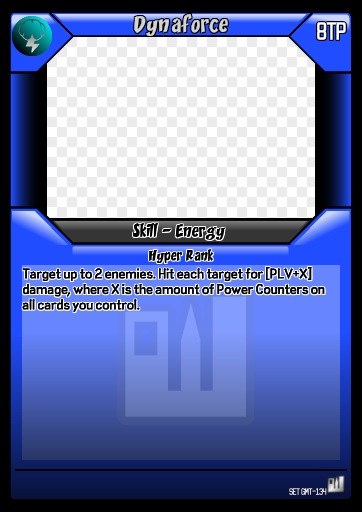 Dynaforce
8TP
Skill - Energy
Hyper Rank
Target up to 2 enemies. Hit each target for [PLV+X]
damage, where X is the amount of Power Counters on
all cards you control.
SET GMT-134